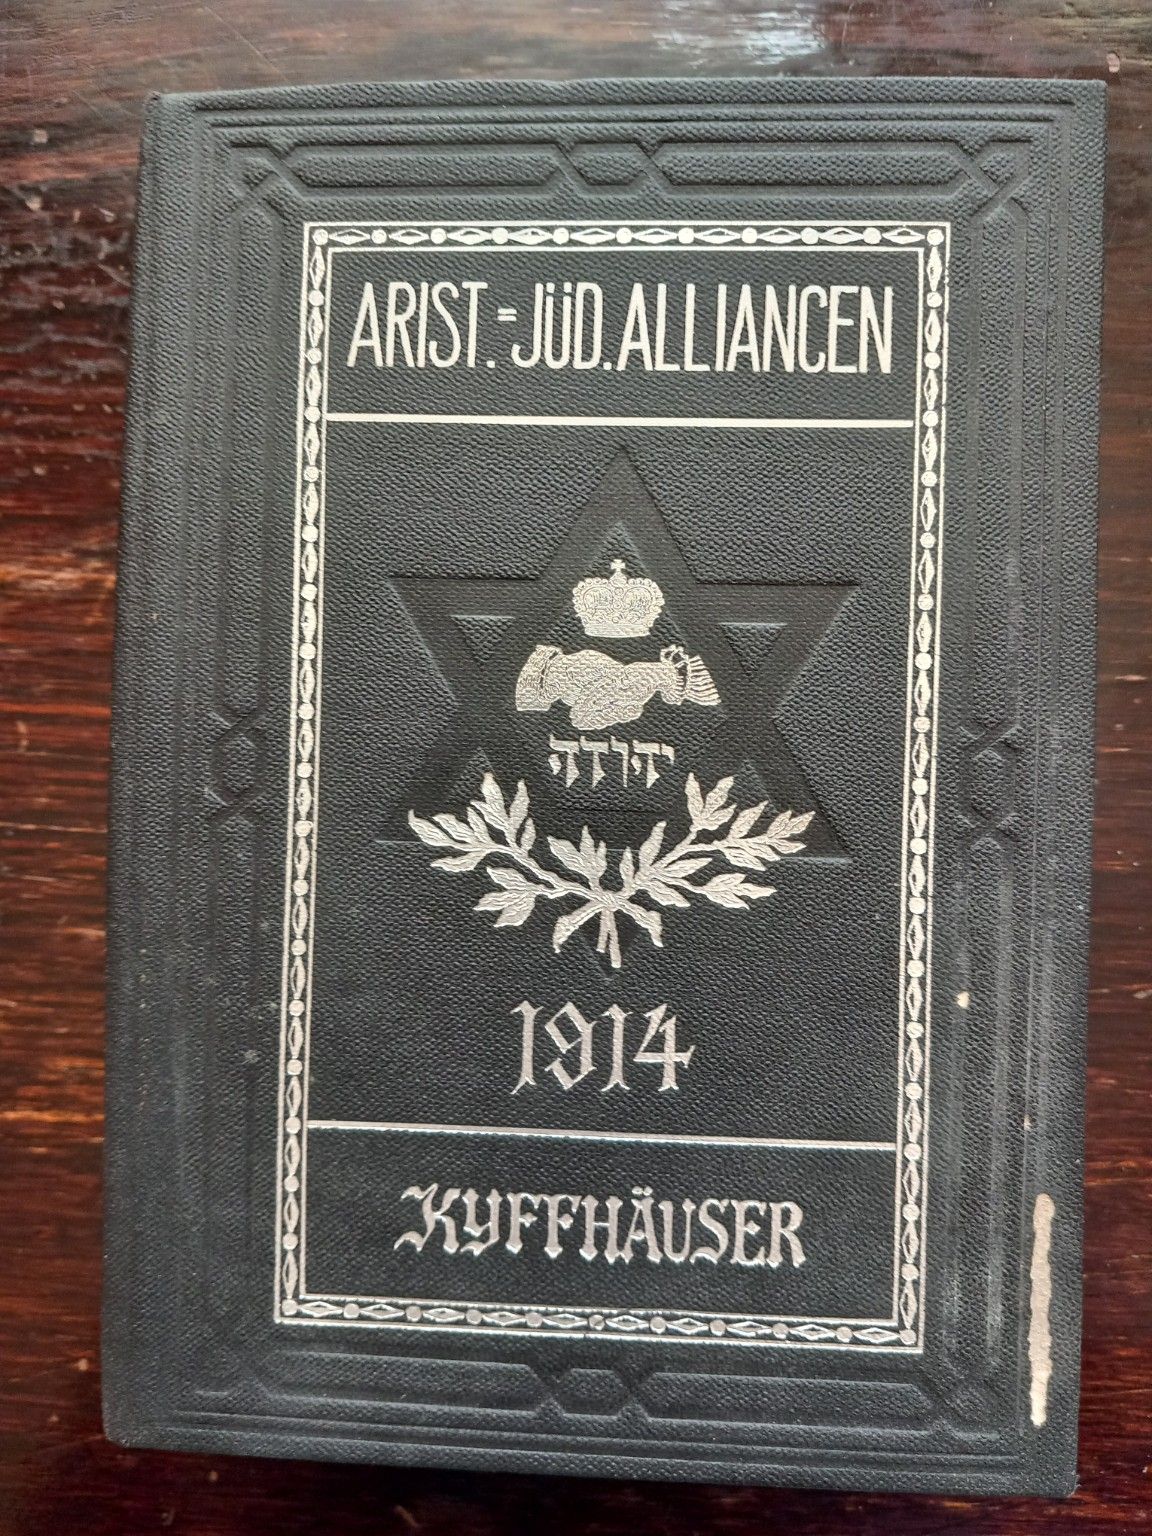 ARIST.=JÜD.ALLIANCEN
יהודה
1914
KYFFHÄUSER